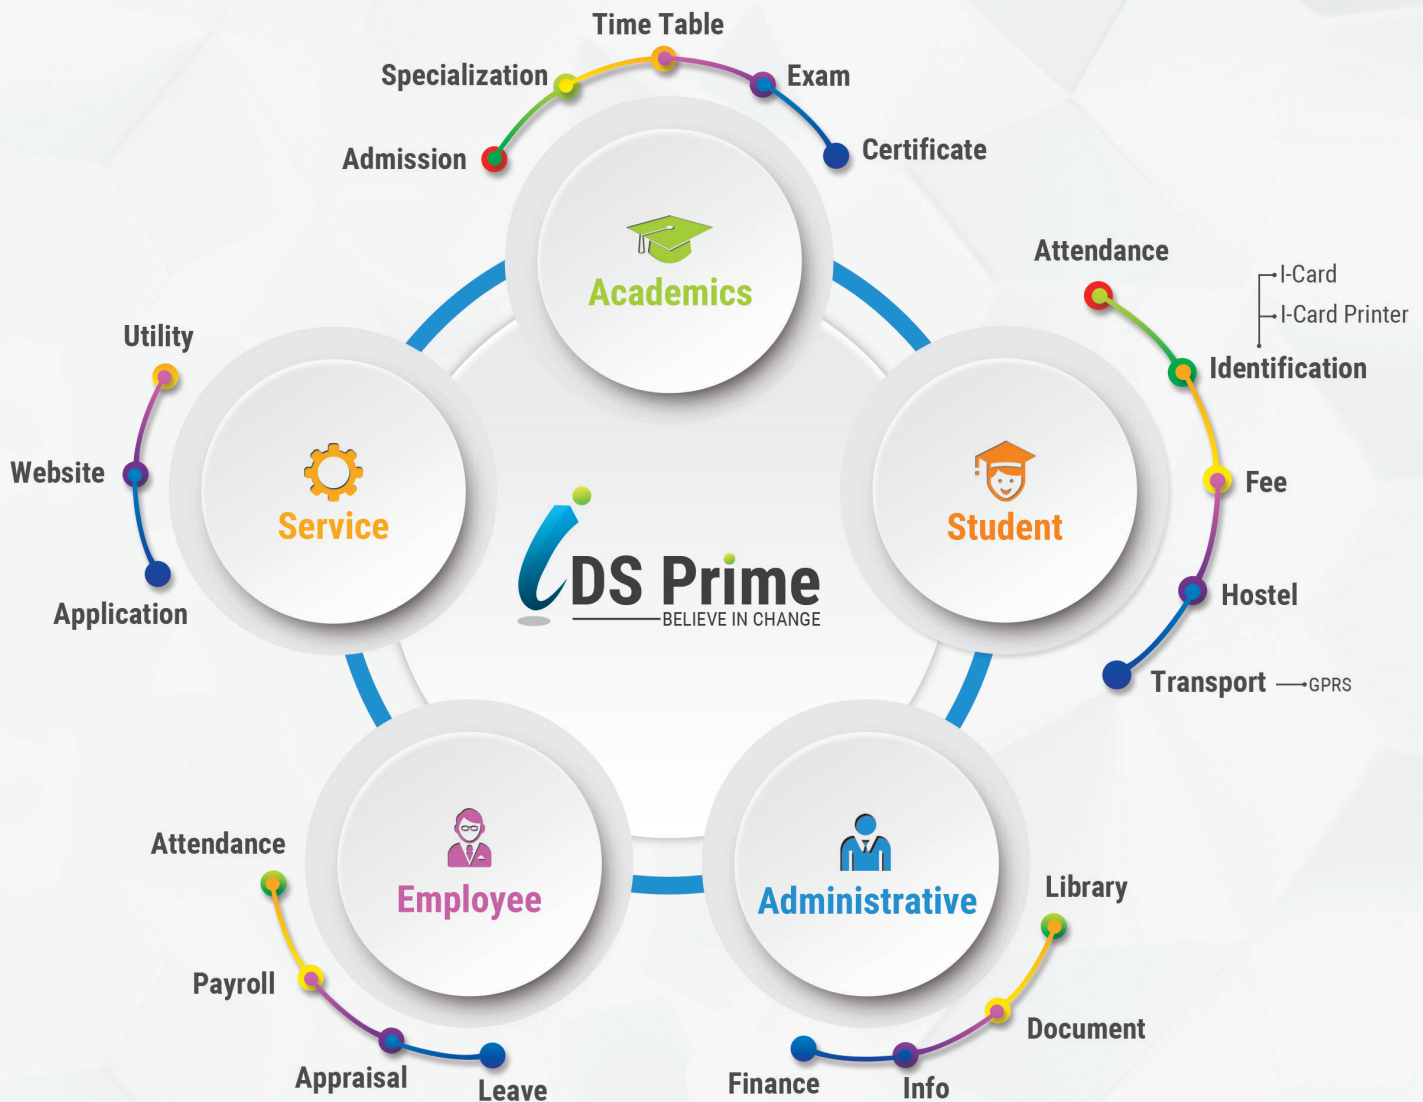 Time Table
Specialization
Exam
Admission
Certificate
Academics
Attendance
I-Card
I-Card Printer
Identification
Fee
Hostel
Transport
GPRS
Student
Utility
Website
Application
Service
iDS Prime
BELIEVE IN CHANGE
Attendance
Payroll
Appraisal
Leave
Employee
Administrative
Library
Document
Info
Finance